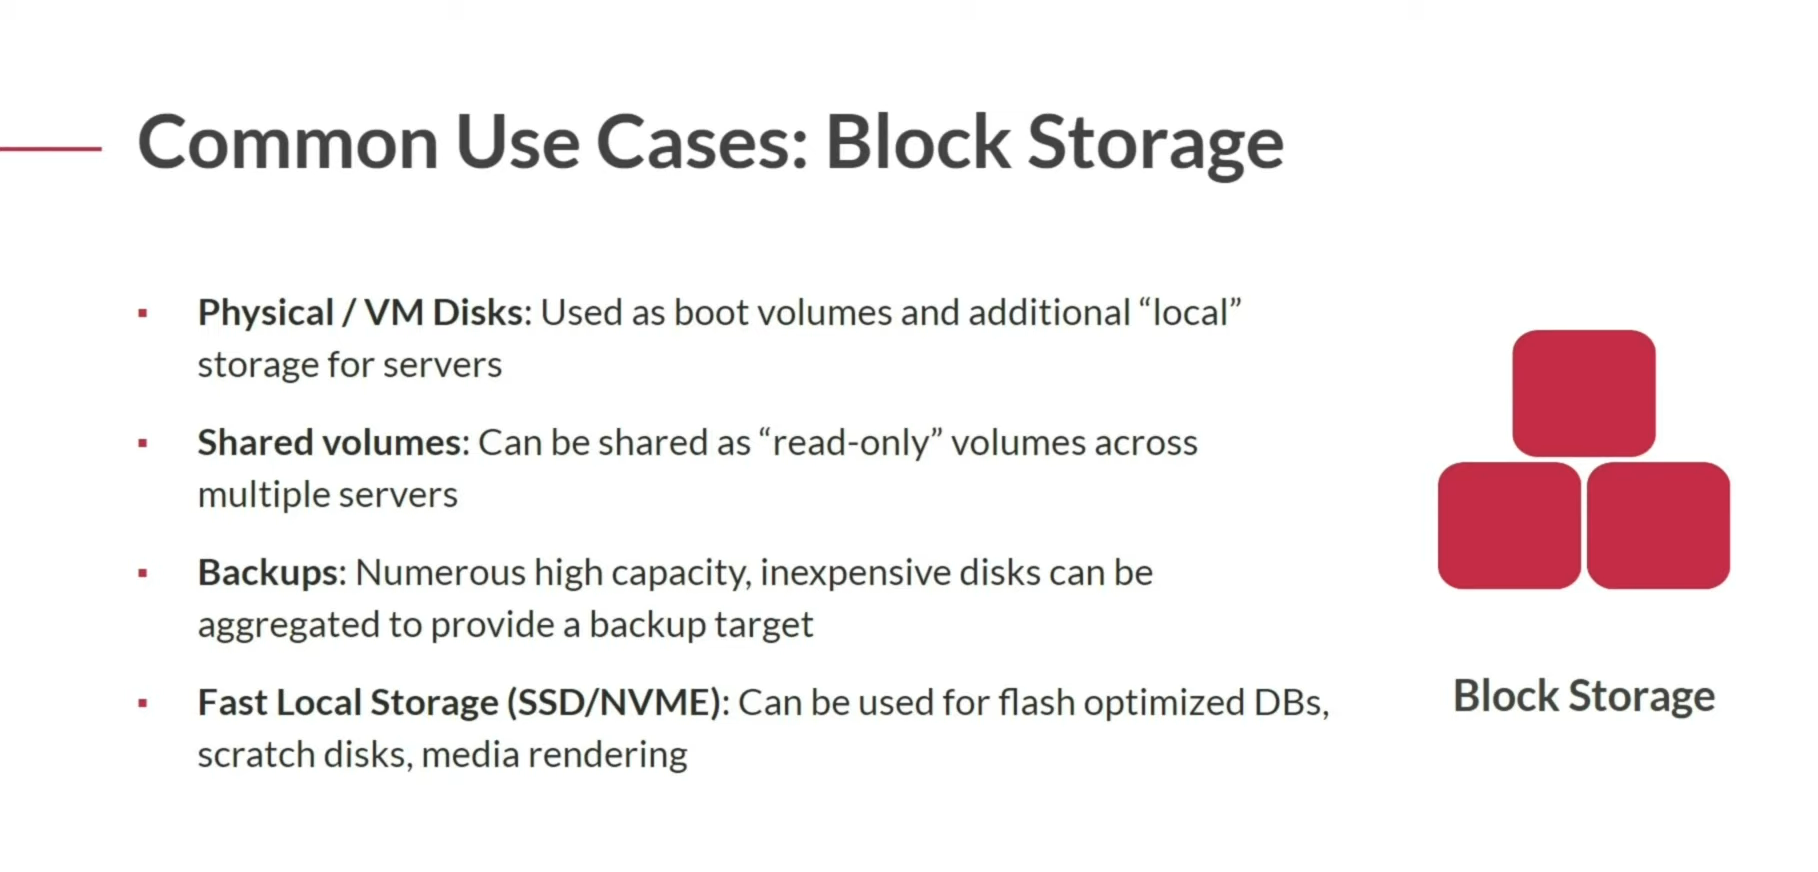 Common Use Cases: Block Storage
▪ Physical / VM Disks: Used as boot volumes and additional “local”
storage for servers
▪ Shared volumes: Can be shared as “read-only” volumes across
multiple servers
▪ Backups: Numerous high capacity, inexpensive disks can be
aggregated to provide a backup target
▪ Fast Local Storage (SSD/NVME): Can be used for flash optimized DBs,
scratch disks, media rendering
Block Storage